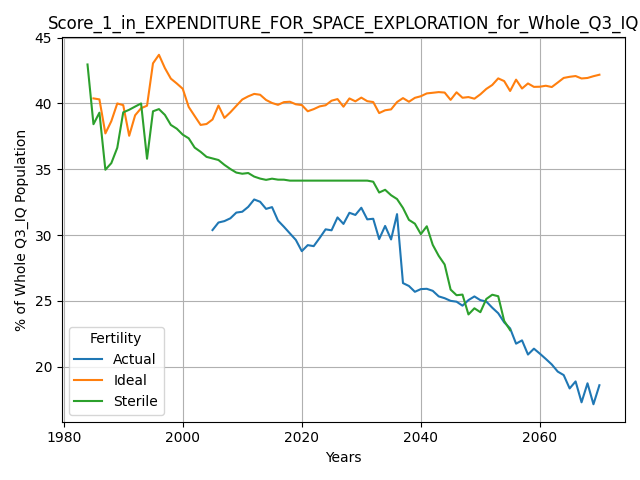 Score_1_in_EXPENDITURE_FOR_SPACE_EXPLORATION_for_Whole_Q3_IQ
% of Whole Q3_IQ Population
45
40
35
30
25
20
Fertility
Actual
Ideal
Sterile
1980 2000 2020 2040 2060
Years